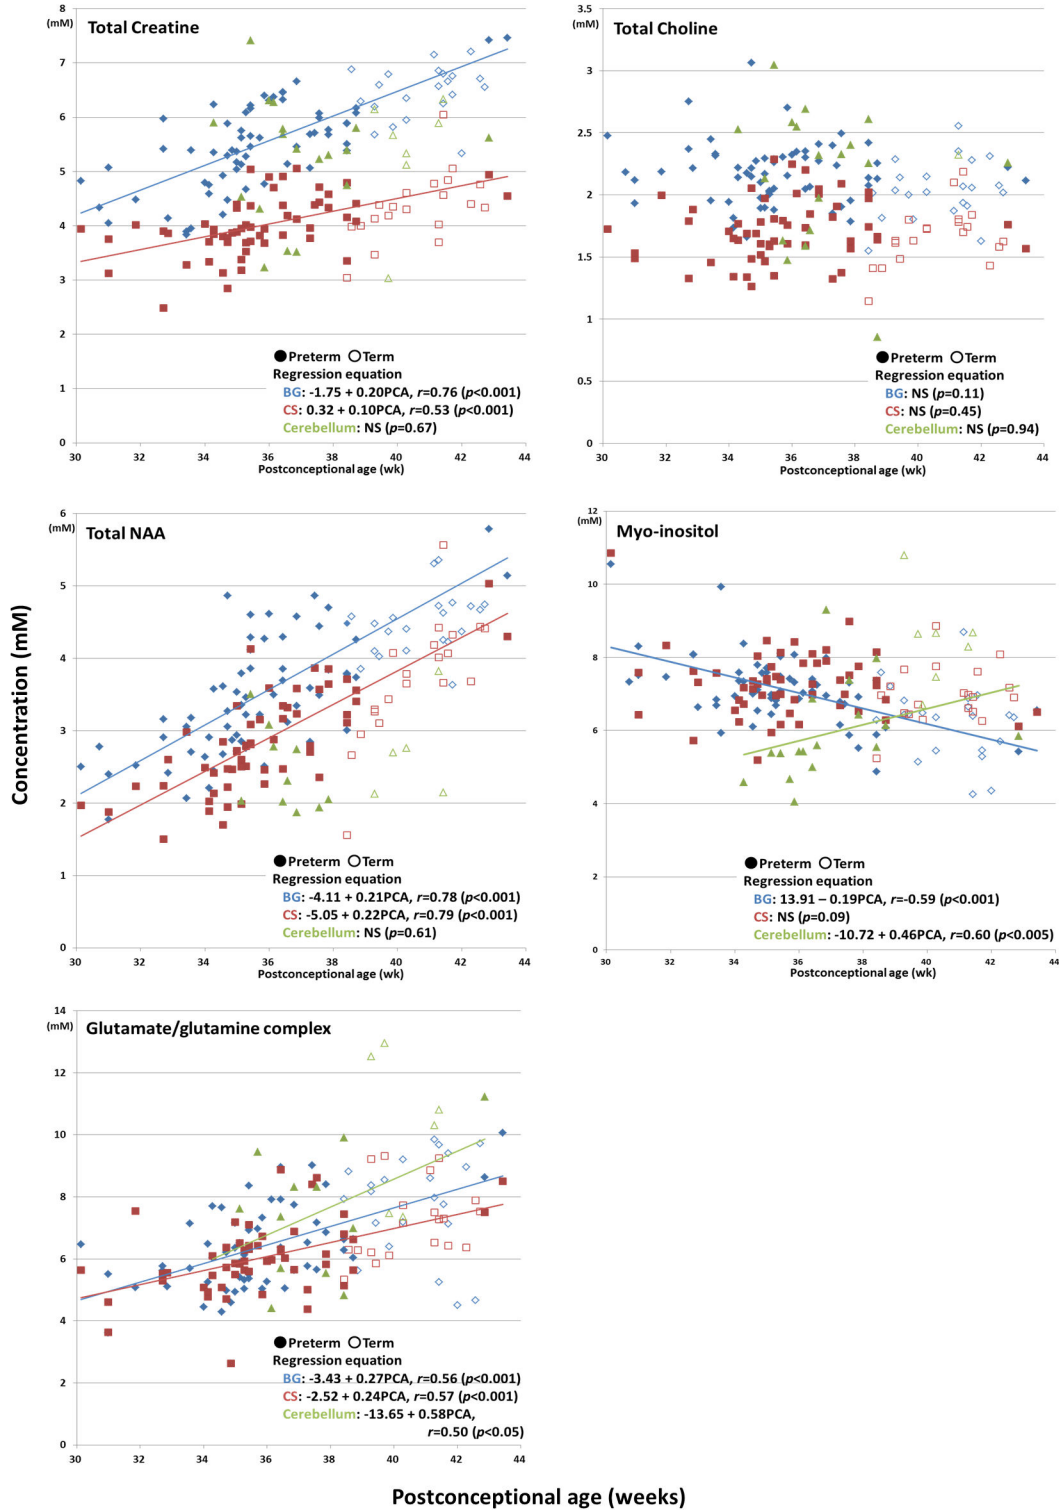 Total Creatine
(mM)
8
7
6
5
4
3
2
1
0
30 32 34 36 38 40 42 44
Postconceptional age (wk)
●Preterm ○Term
Regression equation
BG: -1.75 + 0.20PCA, r=0.76 (p<0.001)
CS: 0.32 + 0.10PCA, r=0.53 (p<0.001)
Cerebellum: NS (p=0.67)
Total Choline
(mM)
3.5
3
2.5
2
1.5
1
0.5
0
30 32 34 36 38 40 42 44
Postconceptional age (wk)
●Preterm ○Term
Regression equation
BG: NS (p=0.11)
CS: NS (p=0.45)
Cerebellum: NS (p=0.94)
Concentration (mM)
Total NAA
(mM)
6
5
4
3
2
1
0
30 32 34 36 38 40 42 44
Postconceptional age (wk)
●Preterm ○Term
Regression equation
BG: -4.11 + 0.21PCA, r=0.78 (p<0.001)
CS: -5.05 + 0.22PCA, r=0.79 (p<0.001)
Cerebellum: NS (p=0.61)
Myo-inositol
(mM)
12
10
8
6
4
2
0
30 32 34 36 38 40 42 44
Postconceptional age (wk)
●Preterm ○Term
Regression equation
BG: 13.91 – 0.19PCA, r=-0.59 (p<0.001)
CS: NS (p=0.09)
Cerebellum: -10.72 + 0.46PCA, r=0.60 (p<0.005)
Glutamate/glutamine complex
(mM)
14
12
10
8
6
4
2
0
30 32 34 36 38 40 42 44
●Preterm ○Term
Regression equation
BG: -3.43 + 0.27PCA, r=0.56 (p<0.001)
CS: -2.52 + 0.24PCA, r=0.57 (p<0.001)
Cerebellum: -13.65 + 0.58PCA,
r=0.50 (p<0.05)
Postconceptional age (weeks)